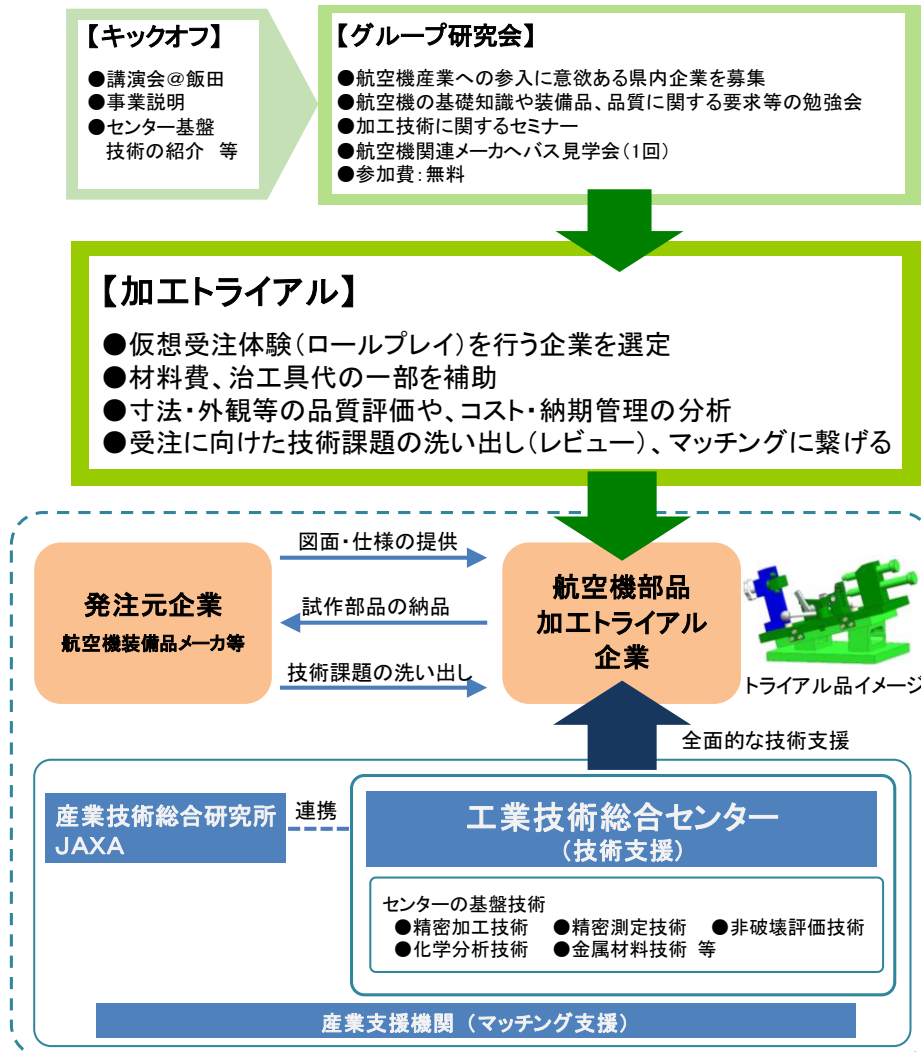 【キックオフ】
●講演会@飯田
●事業説明
●センター基盤
技術の紹介 等
【グループ研究会】
●航空機産業への参入に意欲ある県内企業を募集
●航空機の基礎知識や装備品、品質に関する要求等の勉強会
●加工技術に関するセミナー
●航空機関連メーカへバス見学会(1回)
●参加費:無料
【加工トライアル】
●仮想受注体験(ロールプレイ)を行う企業を選定
●材料費、治工具代の一部を補助
●寸法・外観等の品質評価や、コスト・納期管理の分析
●受注に向けた技術課題の洗い出し(レビュー)、マッチングに繋げる
発注元企業
航空機装備品メーカ等
図面・仕様の提供
試作部品の納品
技術課題の洗い出し
航空機部品
加工トライアル
企業
トライアル品イメージ
全面的な技術支援
産業技術総合研究所
JAXA
連携
工業技術総合センター
(技術支援)
センターの基盤技術
●精密加工技術 ●精密測定技術 ●非破壊評価技術
●化学分析技術 ●金属材料技術 等
産業支援機関 (マッチング支援)